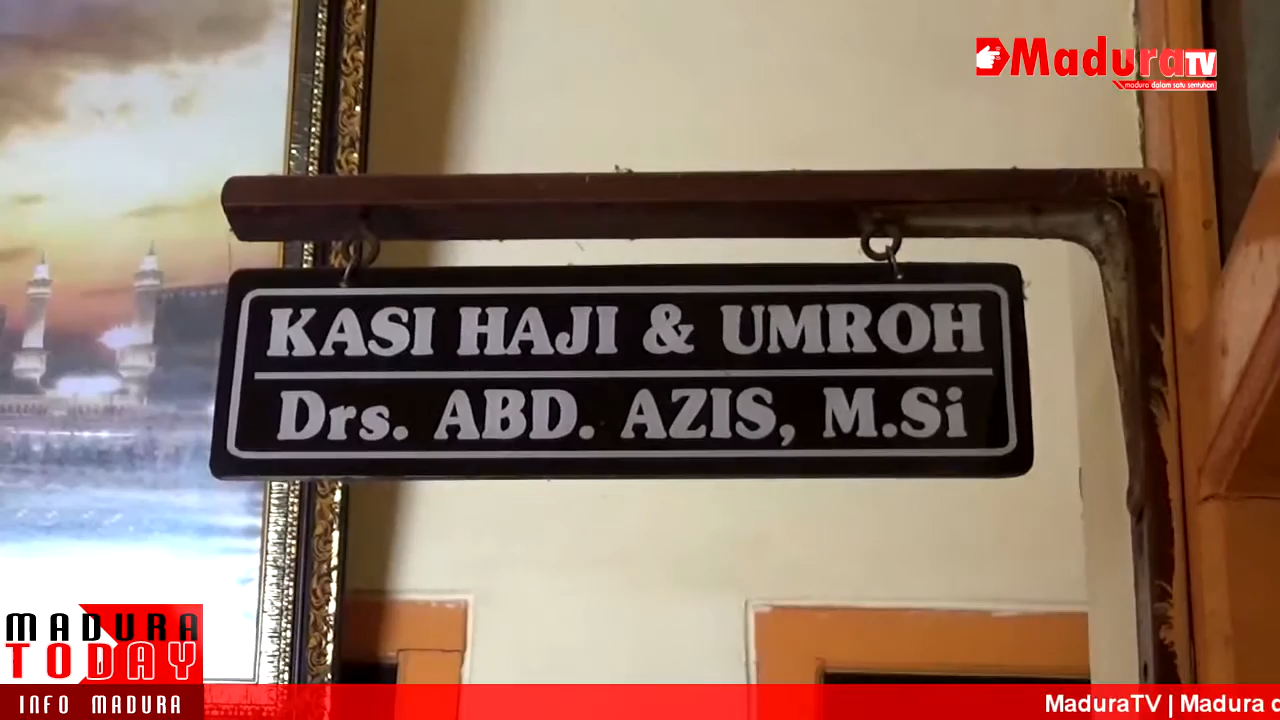 MaduraTV
madura dalam satu sentuhan
KASI HAJI & UMROH
Drs. ABD. AZIS, M.Si
MADURA
TODAY
INFO MADURA
MaduraTV | Madura d